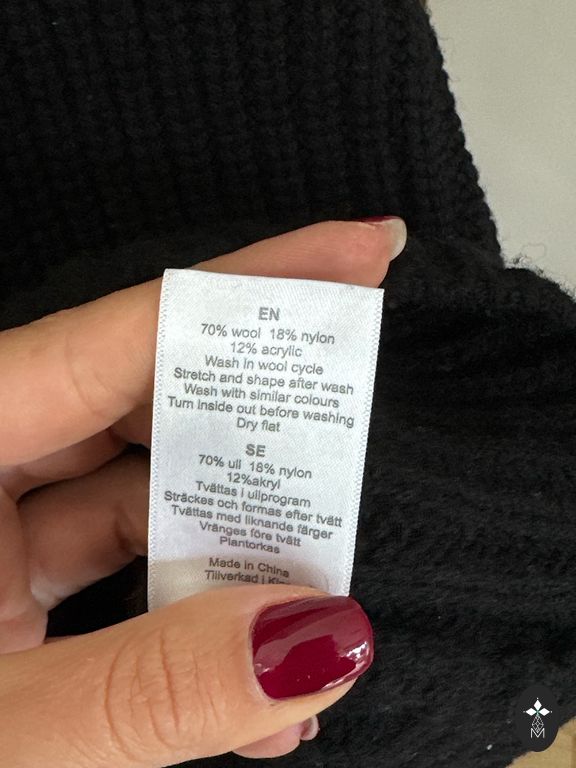 EN
70% wool 18% nylon
12% acrylic
Wash in wool cycle
Stretch and shape after wash
Wash with similar colours
Turn inside out before washing
Dry flat
SE
70% ull 18% nylon
12%akryl
Tvättas i ullprogram
Sträckes och formas efter tvätt
Tvättas med liknande färger
Vränges före tvätt
Plantorkas
Made in China
Tillverkad i